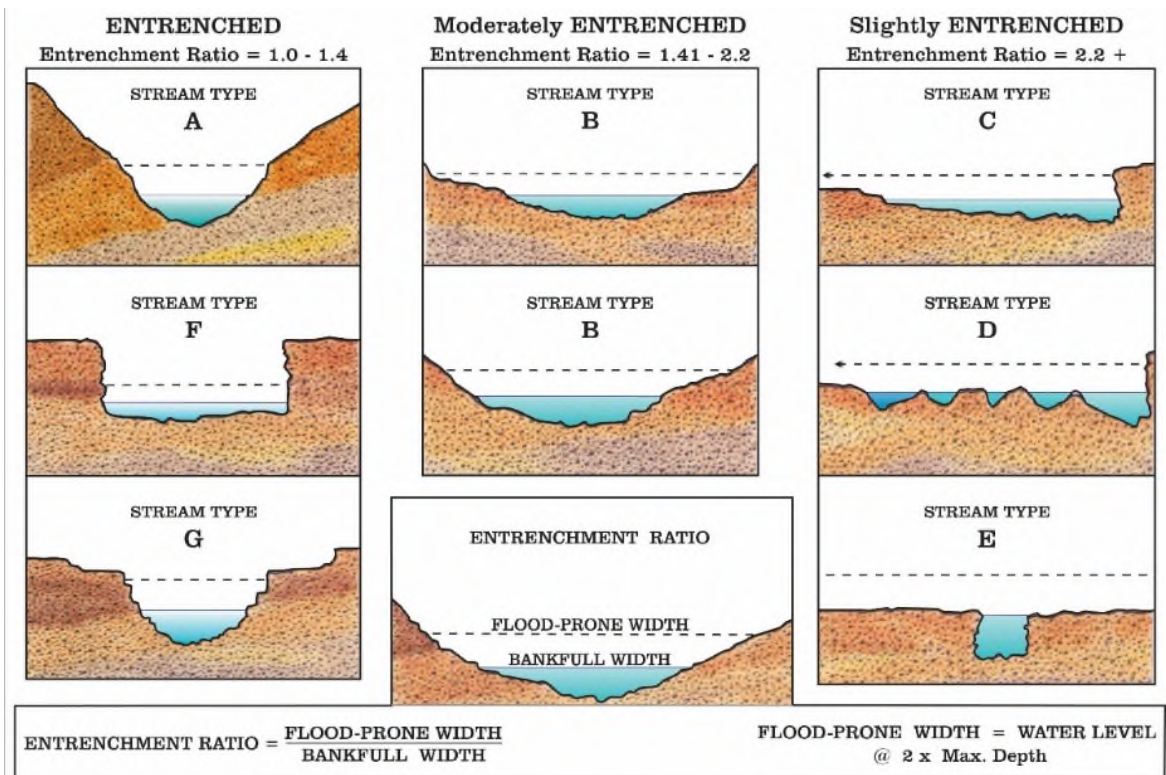 ENTRENCHED
Entrenchment Ratio = 1.0 - 1.4
Moderately ENTRENCHED
Entrenchment Ratio = 1.41 - 2.2
Slightly ENTRENCHED
Entrenchment Ratio = 2.2 +
STREAM TYPE
A
STREAM TYPE
B
STREAM TYPE
C
STREAM TYPE
F
STREAM TYPE
B
STREAM TYPE
D
STREAM TYPE
G
ENTRENCHMENT RATIO
FLOOD-PRONE WIDTH
BANKFULL WIDTH
STREAM TYPE
E
ENTRENCHMENT RATIO = FLOOD-PRONE WIDTH
BANKFULL WIDTH
FLOOD-PRONE WIDTH = WATER LEVEL
@ 2 x Max. Depth